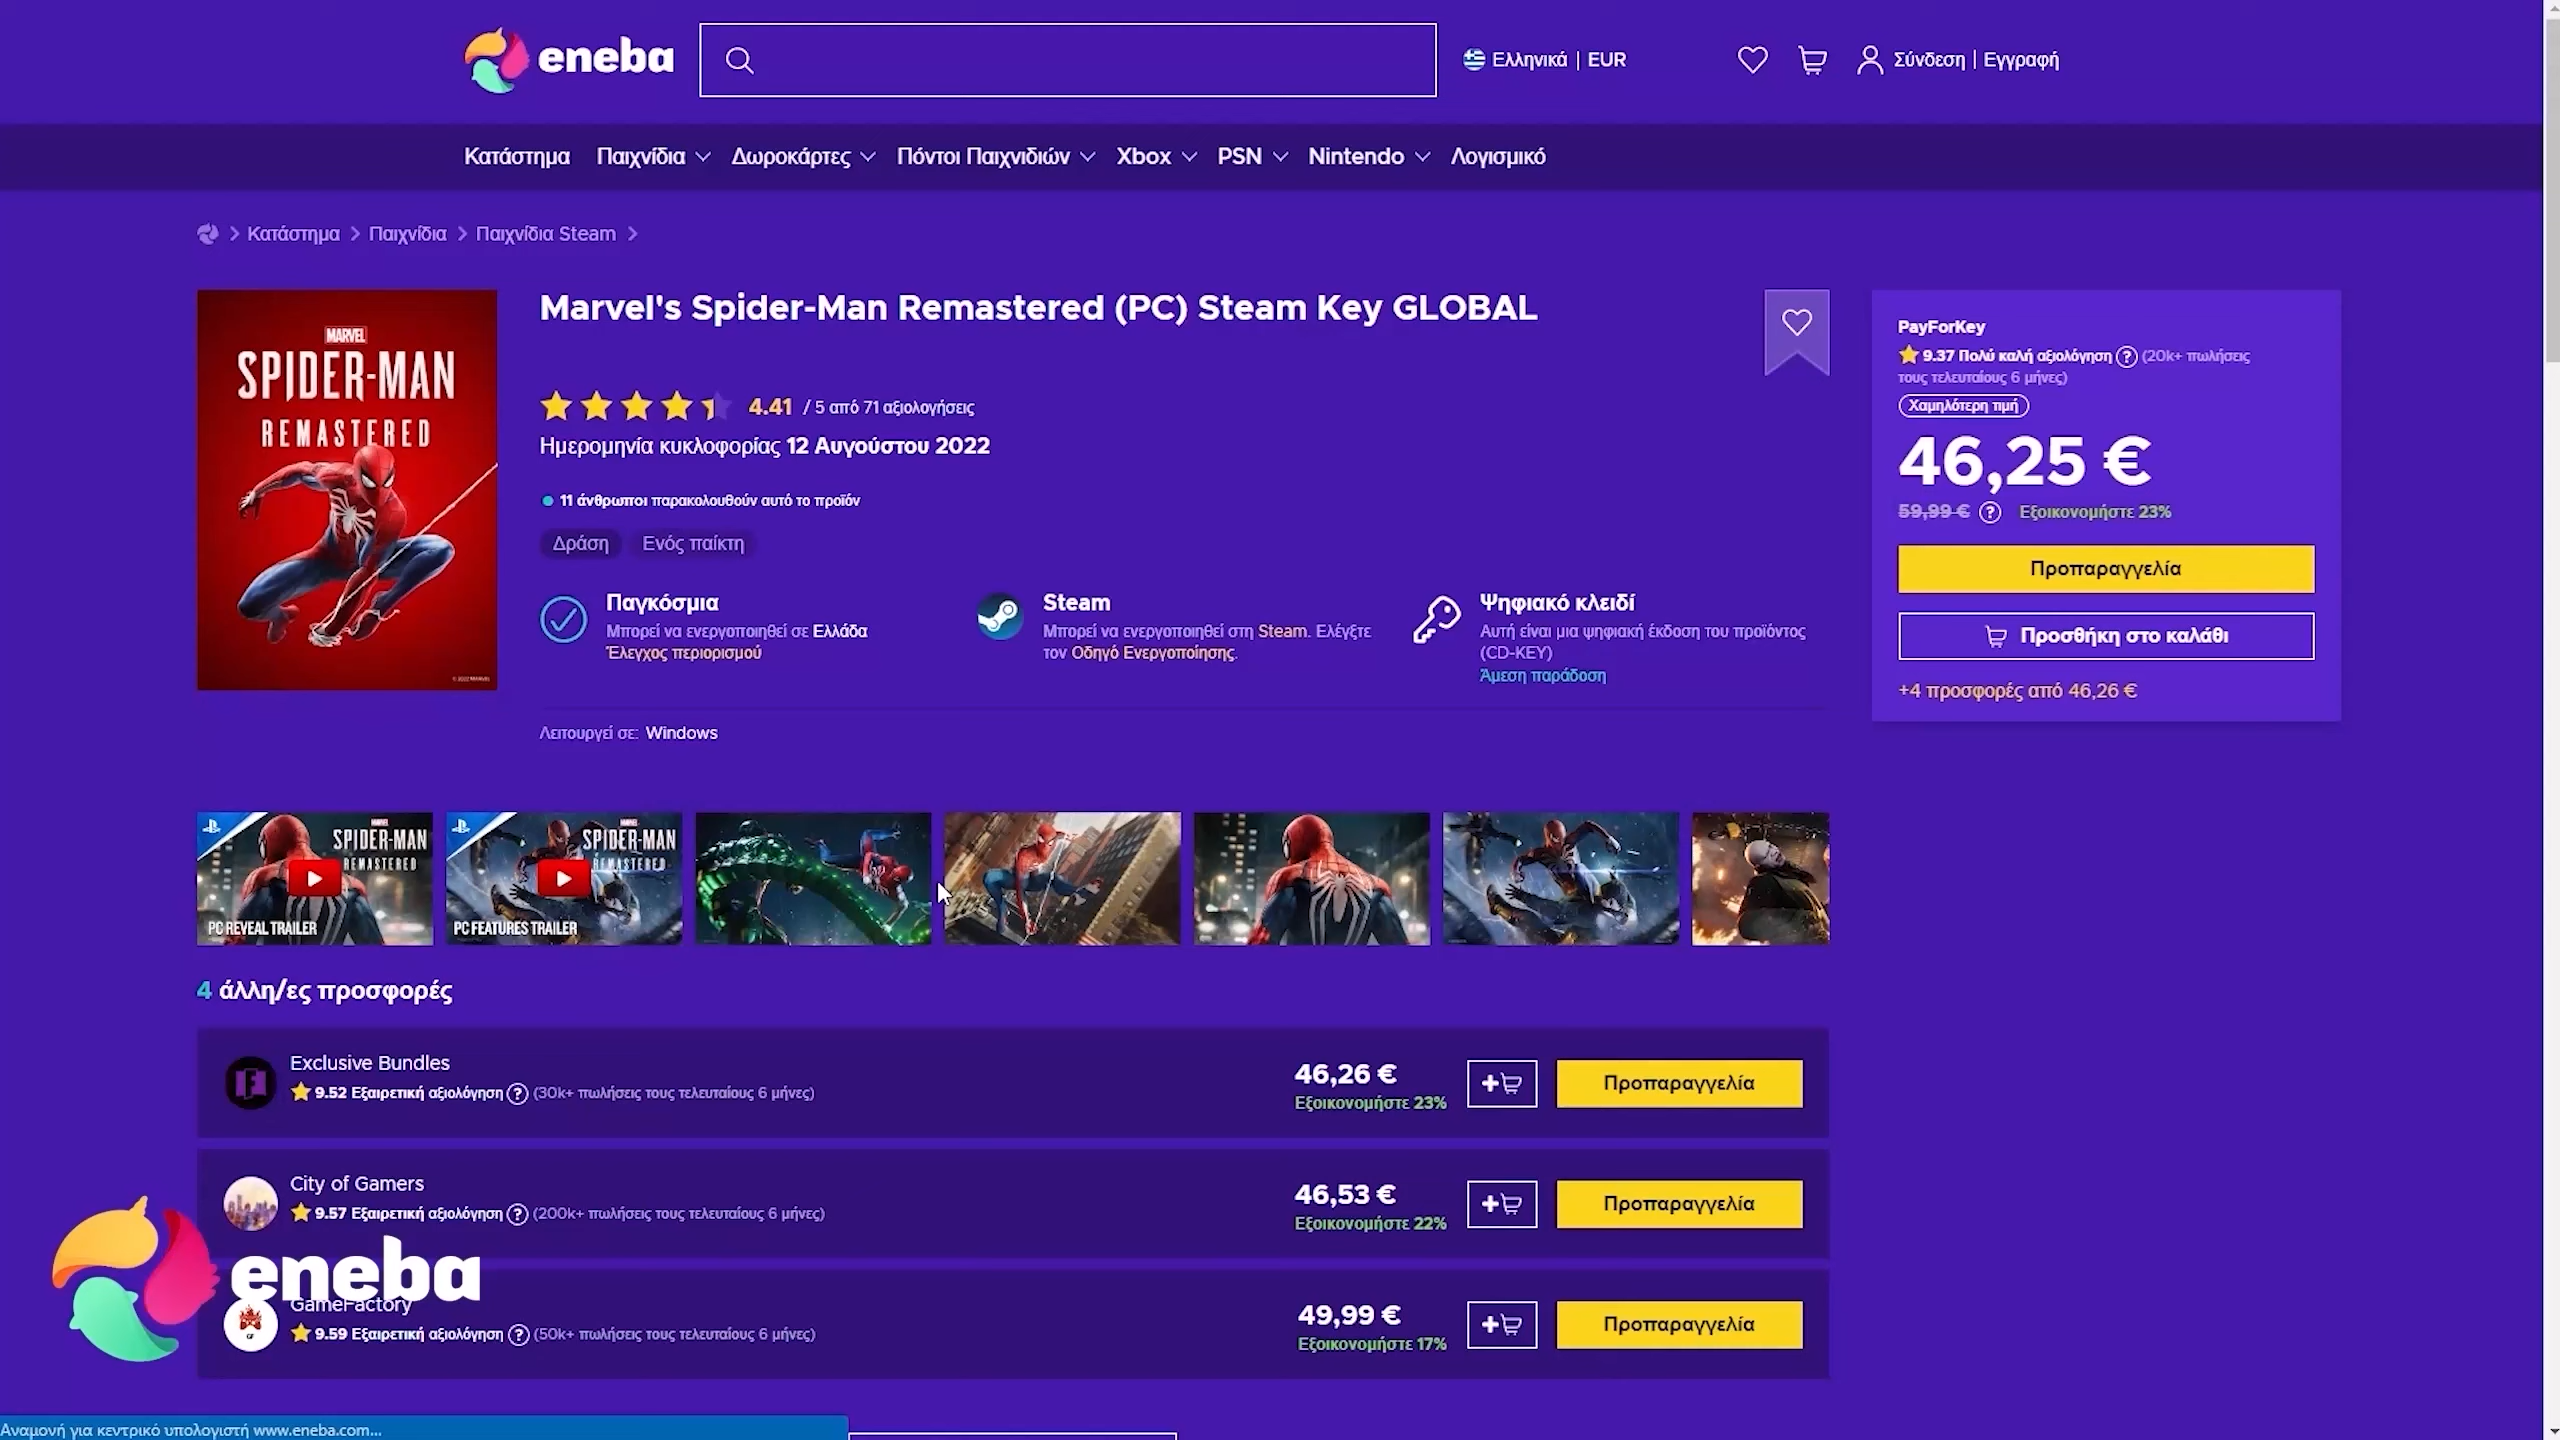 eneba
Ελληνικά | EUR
Σύνδεση | Εγγραφή
Κατάστημα Παιχνίδια Δωροκάρτες Πόντοι Παιχνιδιών Xbox PSN Nintendo Λογισμικό
Κατάστημα Παιχνίδια Παιχνίδια Steam
MARVEL
SPIDER-MAN
REMASTERED
Marvel's Spider-Man Remastered (PC) Steam Key GLOBAL
4.41 / 5 από 71 αξιολογήσεις
Ημερομηνία κυκλοφορίας 12 Αυγούστου 2022
11 άνθρωποι παρακολουθούν αυτό το προϊόν
Δράση Ενός παίκτη
Παγκόσμια
Μπορεί να ενεργοποιηθεί σε Ελλάδα
Έλεγχος περιορισμού
Steam
Μπορεί να ενεργοποιηθεί στη Steam. Ελέγξτε
τον Οδηγό Ενεργοποίησης.
Ψηφιακό κλειδί
Αυτή είναι μια ψηφιακή έκδοση του προϊόντος
(CD-KEY)
Άμεση παράδοση
Λειτουργεί σε: Windows
PayForKey
9.37 Πολύ καλή αξιολόγηση ? (20k+ πωλήσεις
τους τελευταίους 6 μήνες)
Χαμηλότερη τιμή
46,25 €
59,99 € ? Εξοικονομήστε 23%
Προπαραγγελία
Προσθήκη στο καλάθι
+4 προσφορές από 46,26 €
SPIDER-MAN
REMASTERED
PC REVEAL TRAILER
SPIDER-MAN
REMASTERED
PC FEATURES TRAILER
4 άλλη/ες προσφορές
Exclusive Bundles
9.52 Εξαιρετική αξιολόγηση ? (30k+ πωλήσεις τους τελευταίους 6 μήνες)
46,26 €
Εξοικονομήστε 23%
Προπαραγγελία
City of Gamers
9.57 Εξαιρετική αξιολόγηση ? (200k+ πωλήσεις τους τελευταίους 6 μήνες)
46,53 €
Εξοικονομήστε 22%
Προπαραγγελία
eneba
GameFactory
9.59 Εξαιρετική αξιολόγηση ? (50k+ πωλήσεις τους τελευταίους 6 μήνες)
49,99 €
Εξοικονομήστε 17%
Προπαραγγελία
Αναμονή για κεντρικό υπολογιστή www.eneba.com...